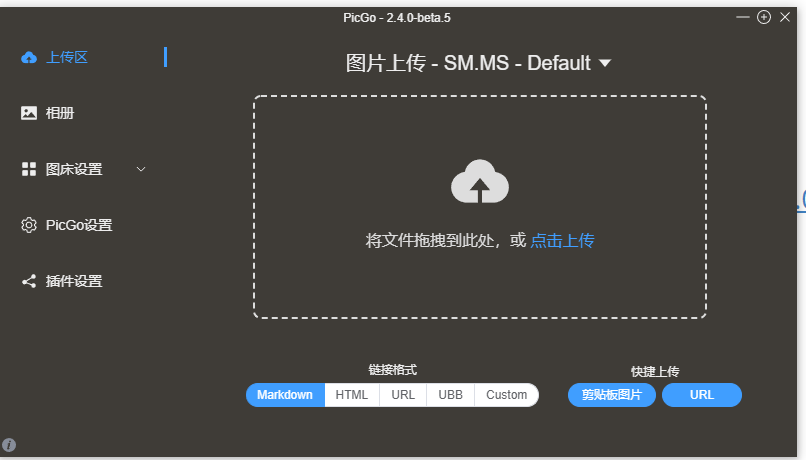 PicGo - 2.4.0-beta.5
上传区
相册
图床设置
PicGo设置
插件设置
图片上传 - SM.MS - Default
将文件拖拽到此处，或 点击上传
链接格式
Markdown HTML URL UBB Custom
快捷上传
剪贴板图片 URL